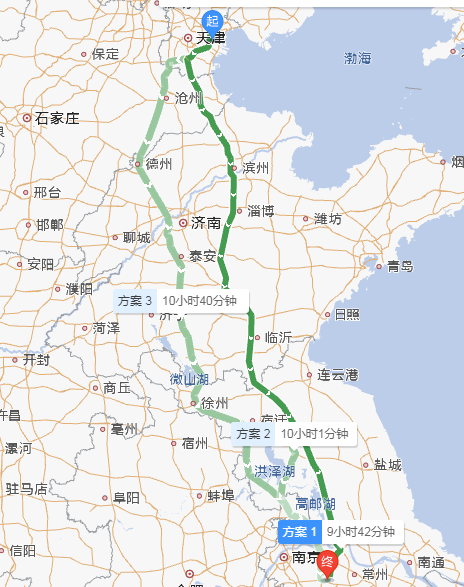 起
天津
保定
渤海
沧州
石家庄
德州
滨州
烟
邢台
淄博
潍坊
济南
邯郸
聊城
泰安
安阳
青岛
濮阳
方案 3 10小时40分钟
日照
菏泽
临沂
开封
微山湖
连云港
商丘
徐州
许昌
亳州
宿迁
方案 2 10小时1分钟
宿州
漯河
洪泽湖
盐城
驻马店
阜阳
蚌埠
高邮湖
方案 1 9小时42分钟
信阳
南京
终
南通
常州